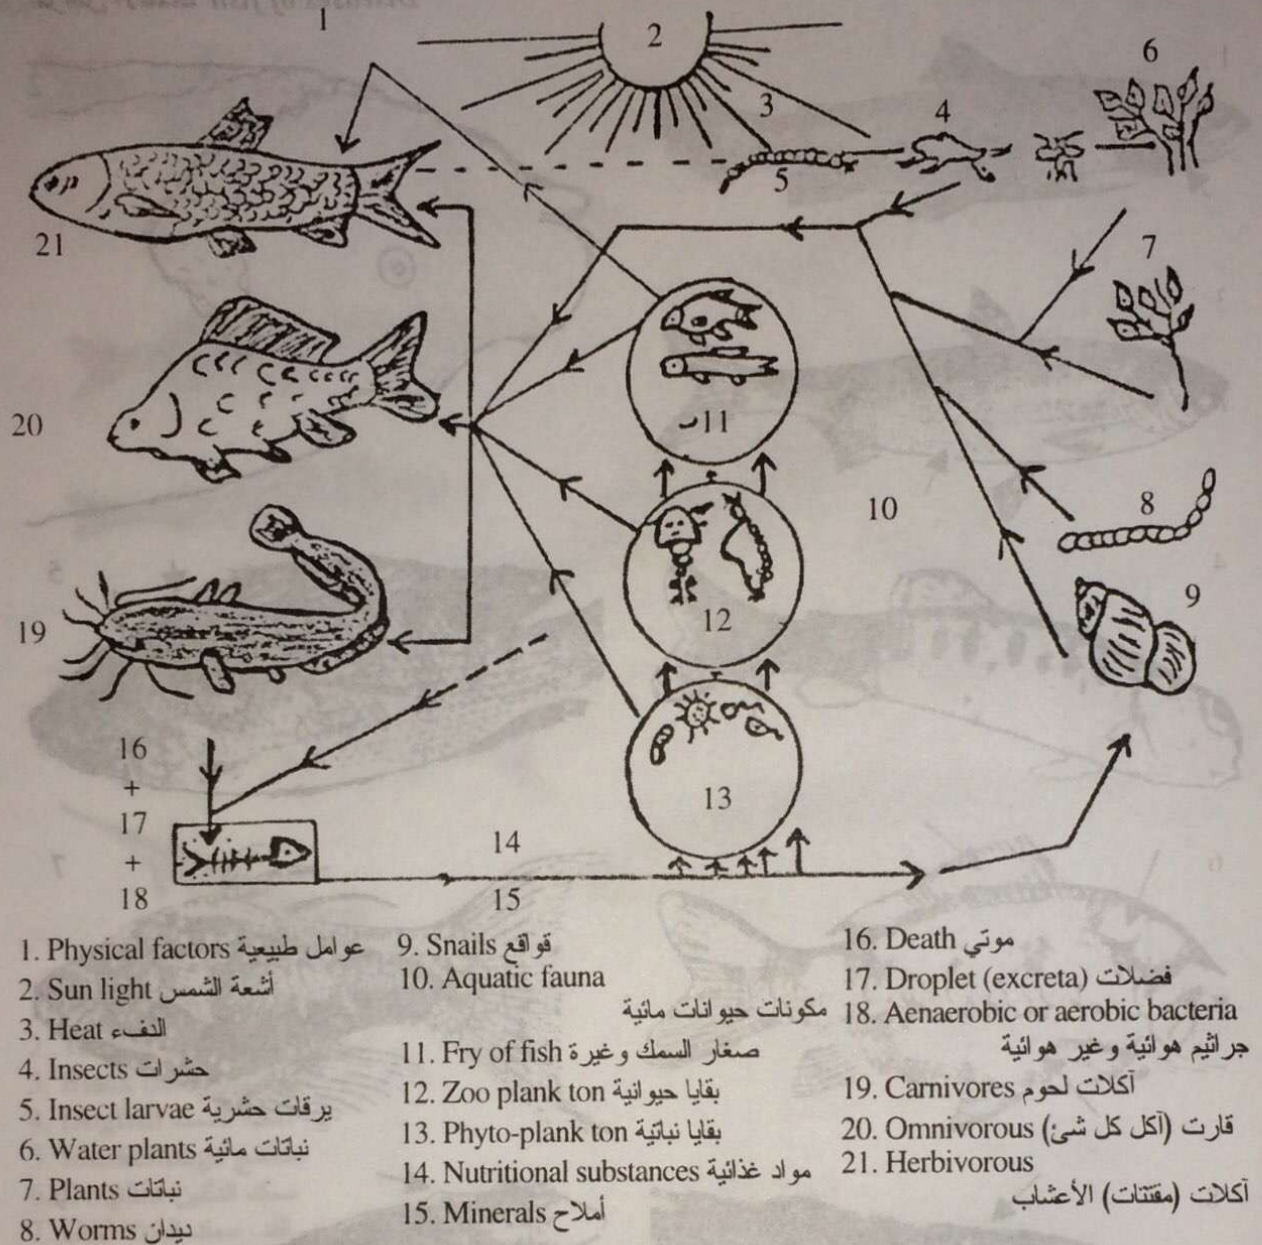 1
2
3
4
5
6
7
8
9
10
11
12
13
14
15
16
+
17
+
18
19
20
21
1. Physical factors عوامل طبيعية
2. Sun light أشعة الشمس
3. Heat الدفء
4. Insects حشرات
5. Insect larvae يرقات حشرية
6. Water plants نباتات مائية
7. Plants نباتات
8. Worms ديدان
9. Snails قواقع
10. Aquatic fauna
مكونات حيوانات مائية
11. Fry of fish صغار السمك وغيرة
12. Zoo plank ton بقايا حيوانية
13. Phyto-plank ton بقايا نباتية
14. Nutritional substances مواد غذائية
15. Minerals أملاح
16. Death موتي
17. Droplet (excreta) فضلات
18. Aenaerobic or aerobic bacteria
جراثيم هوائية وغير هوائية
19. Carnivores آكلات لحوم
20. Omnivorous قارت (آكل كل شئ)
21. Herbivorous
آكلات (مقتتات) الأعشاب